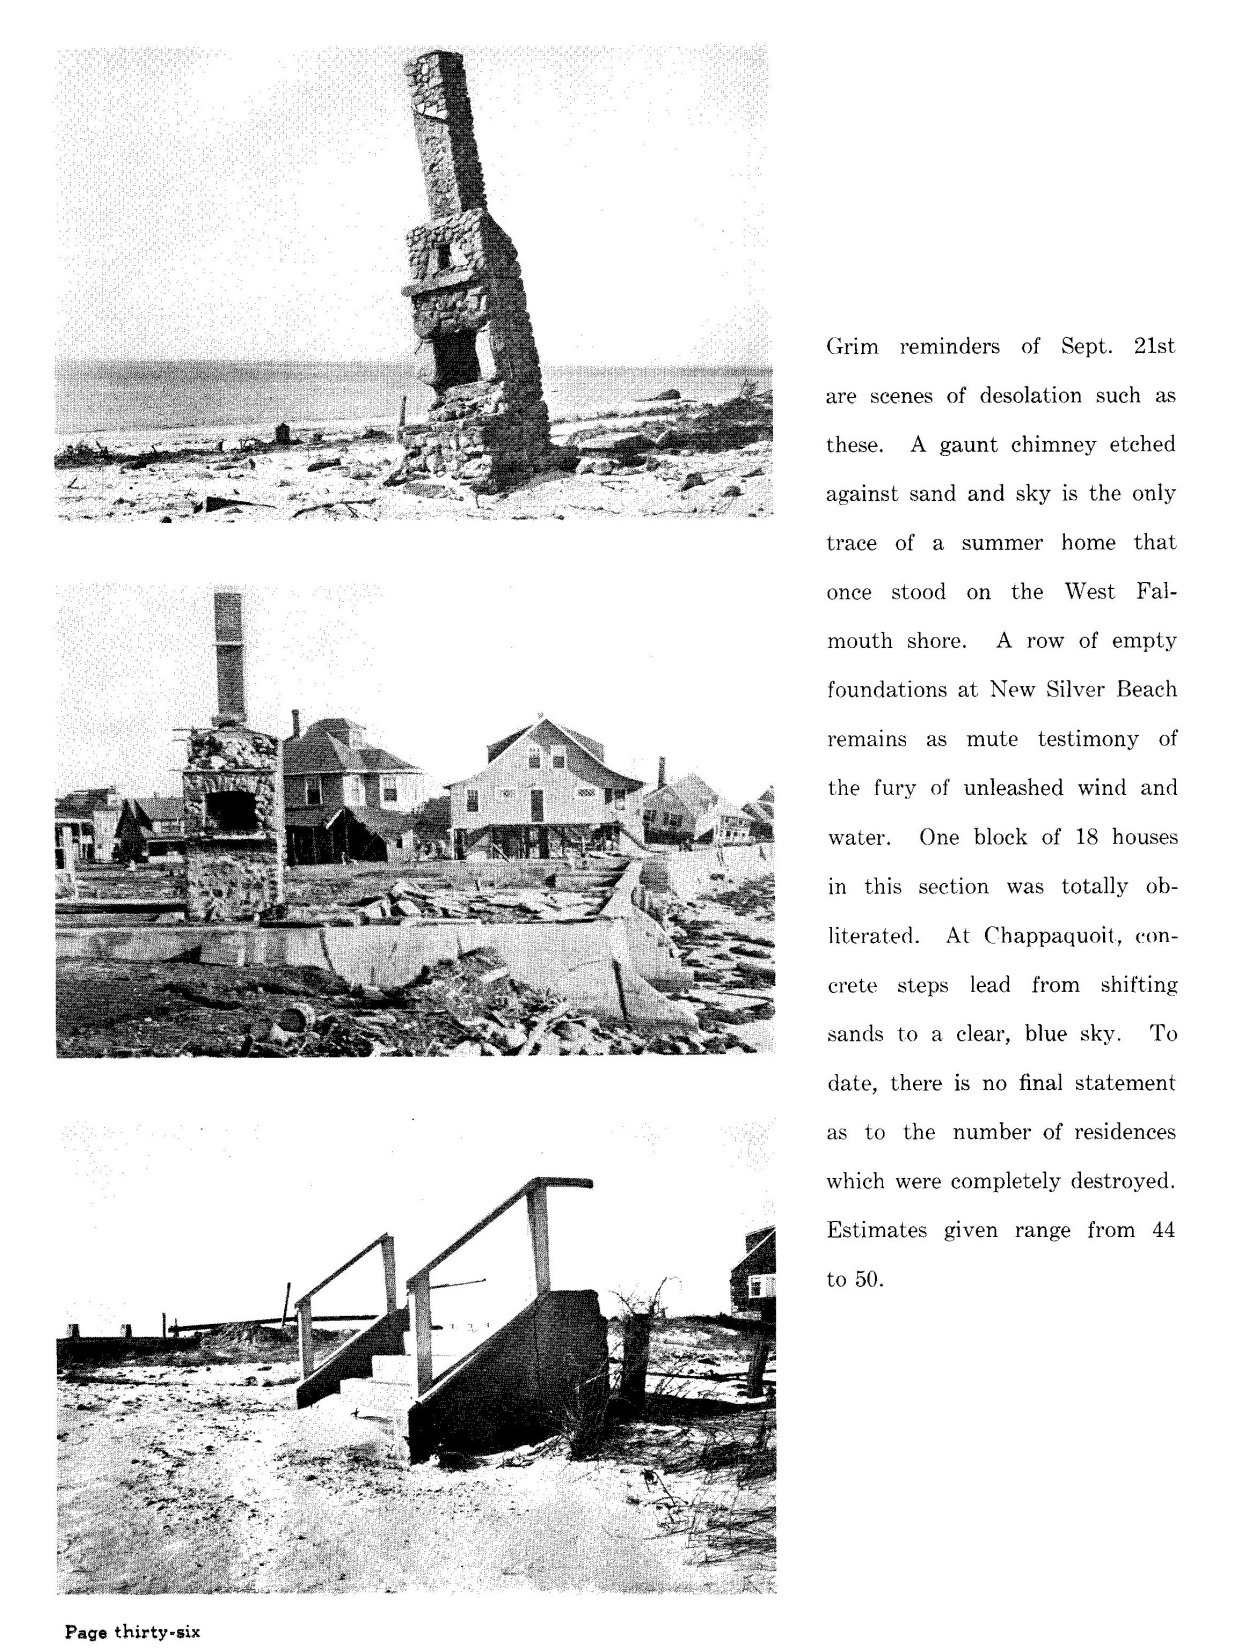 Grim reminders of Sept. 21st
are scenes of desolation such as
these. A gaunt chimney etched
against sand and sky is the only
trace of a summer home that
once stood on the West Fal-
mouth shore. A row of empty
foundations at New Silver Beach
remains as mute testimony of
the fury of unleashed wind and
water. One block of 18 houses
in this section was totally ob-
literated. At Chappaquoit, con-
crete steps lead from shifting
sands to a clear, blue sky. To
date, there is no final statement
as to the number of residences
which were completely destroyed.
Estimates given range from 44
to 50.
Page thirty-six